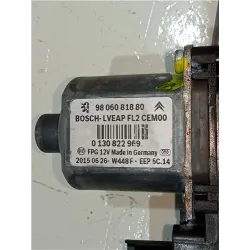 98 060 818 80
BOSCH-LVEAP FL2 CEM00
0 130 822 969
FPG 12V Made in Germany
2015 06 26- W448F - EEP 5C.14